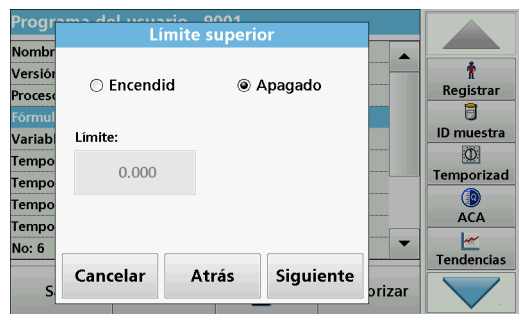 Programa del usuario 9001
Límite superior
Nombr
Versión
Proceso
Fórmul
Variabl
Tempo
Tempo
Tempo
Tempo
No: 6
Encendid
Apagado
Límite:
0.000
Cancelar
Atrás
Siguiente
S
orizar
Registrar
ID muestra
Temporizad
ACA
Tendencias